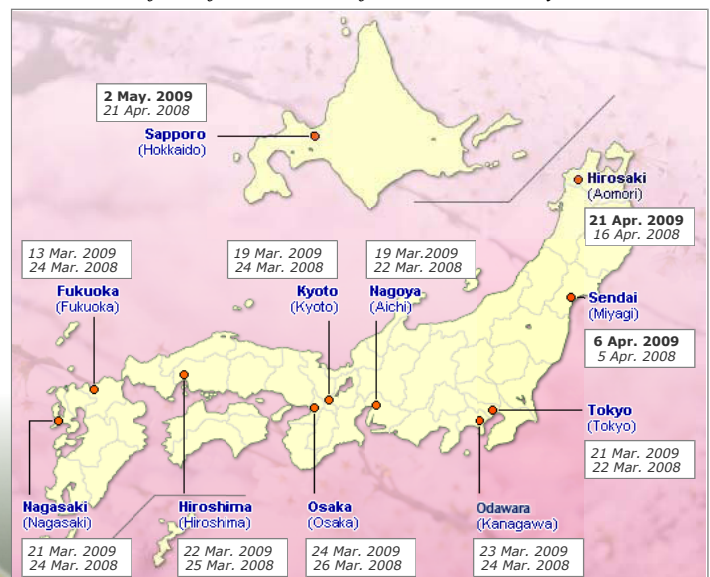 2 May. 2009
21 Apr. 2008
Sapporo
(Hokkaido)
Hirosaki
(Aomori)
21 Apr. 2009
16 Apr. 2008
13 Mar. 2009
24 Mar. 2008
Fukuoka
(Fukuoka)
19 Mar. 2009
24 Mar. 2008
Kyoto
(Kyoto)
19 Mar.2009
22 Mar. 2008
Nagoya
(Aichi)
Sendai
(Miyagi)
6 Apr. 2009
5 Apr. 2008
Tokyo
(Tokyo)
21 Mar. 2009
22 Mar. 2008
Nagasaki
(Nagasaki)
21 Mar. 2009
24 Mar. 2008
Hiroshima
(Hiroshima)
22 Mar. 2009
25 Mar. 2008
Osaka
(Osaka)
24 Mar. 2009
26 Mar. 2008
Odawara
(Kanagawa)
23 Mar. 2009
24 Mar. 2008